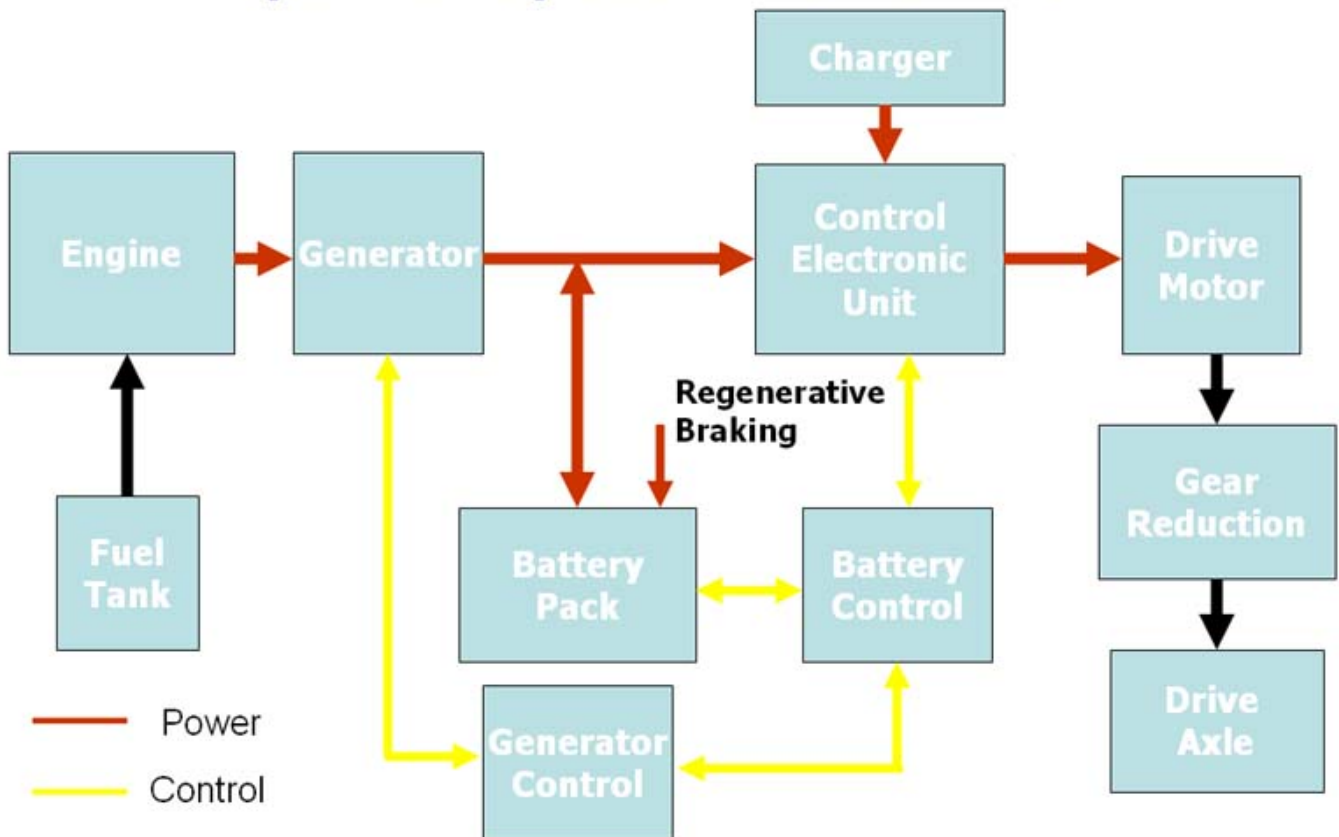 Charger
Engine
Generator
Control
Electronic
Unit
Drive
Motor
Regenerative
Braking
Gear
Reduction
Fuel
Tank
Battery
Pack
Battery
Control
Drive
Axle
Generator
Control
Power
Control